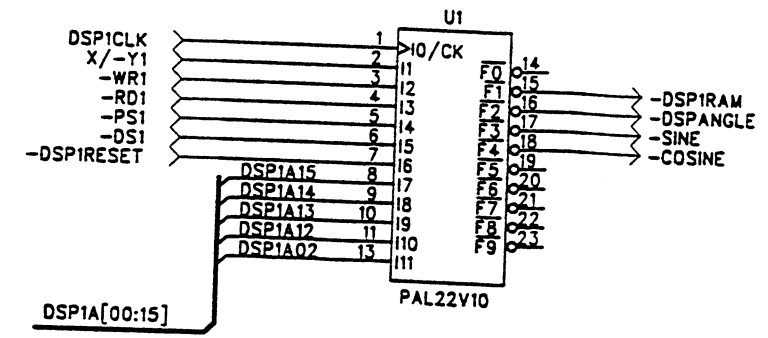 U1
DSP1CLK 1 I0/CK
X/-Y1 2 I1 F0 14
-WR1 3 I2 F1 15 -DSP1RAM
-RD1 4 I3 F2 16 -DSPANGLE
-PS1 5 I4 F3 17 -SINE
-DS1 6 I5 F4 18 -COSINE
-DSP1RESET 7 I6 F5 19
DSP1A15 8 I7 F6 20
DSP1A14 9 I8 F7 21
DSP1A13 10 I9 F8 22
DSP1A12 11 I10 F9 23
DSP1A02 13 I11
PAL22V10
DSP1A[00:15]